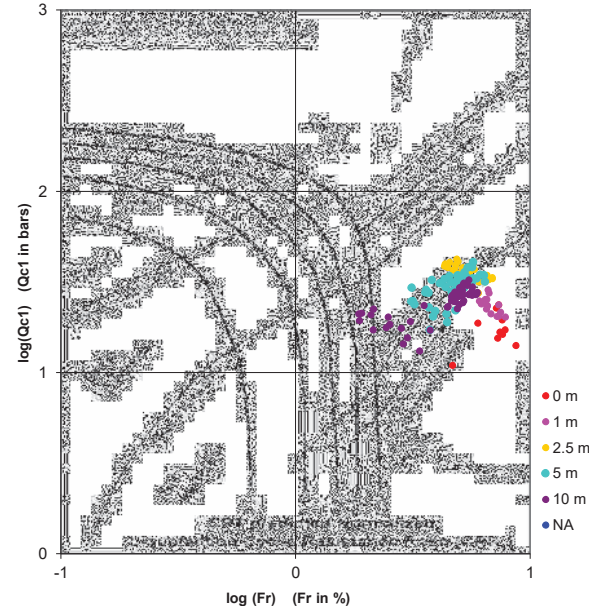 3
2
1
0
-1
0
1
log(Qc1) (Qc1 in bars)
log (Fr) (Fr in %)
0 m
1 m
2.5 m
5 m
10 m
NA